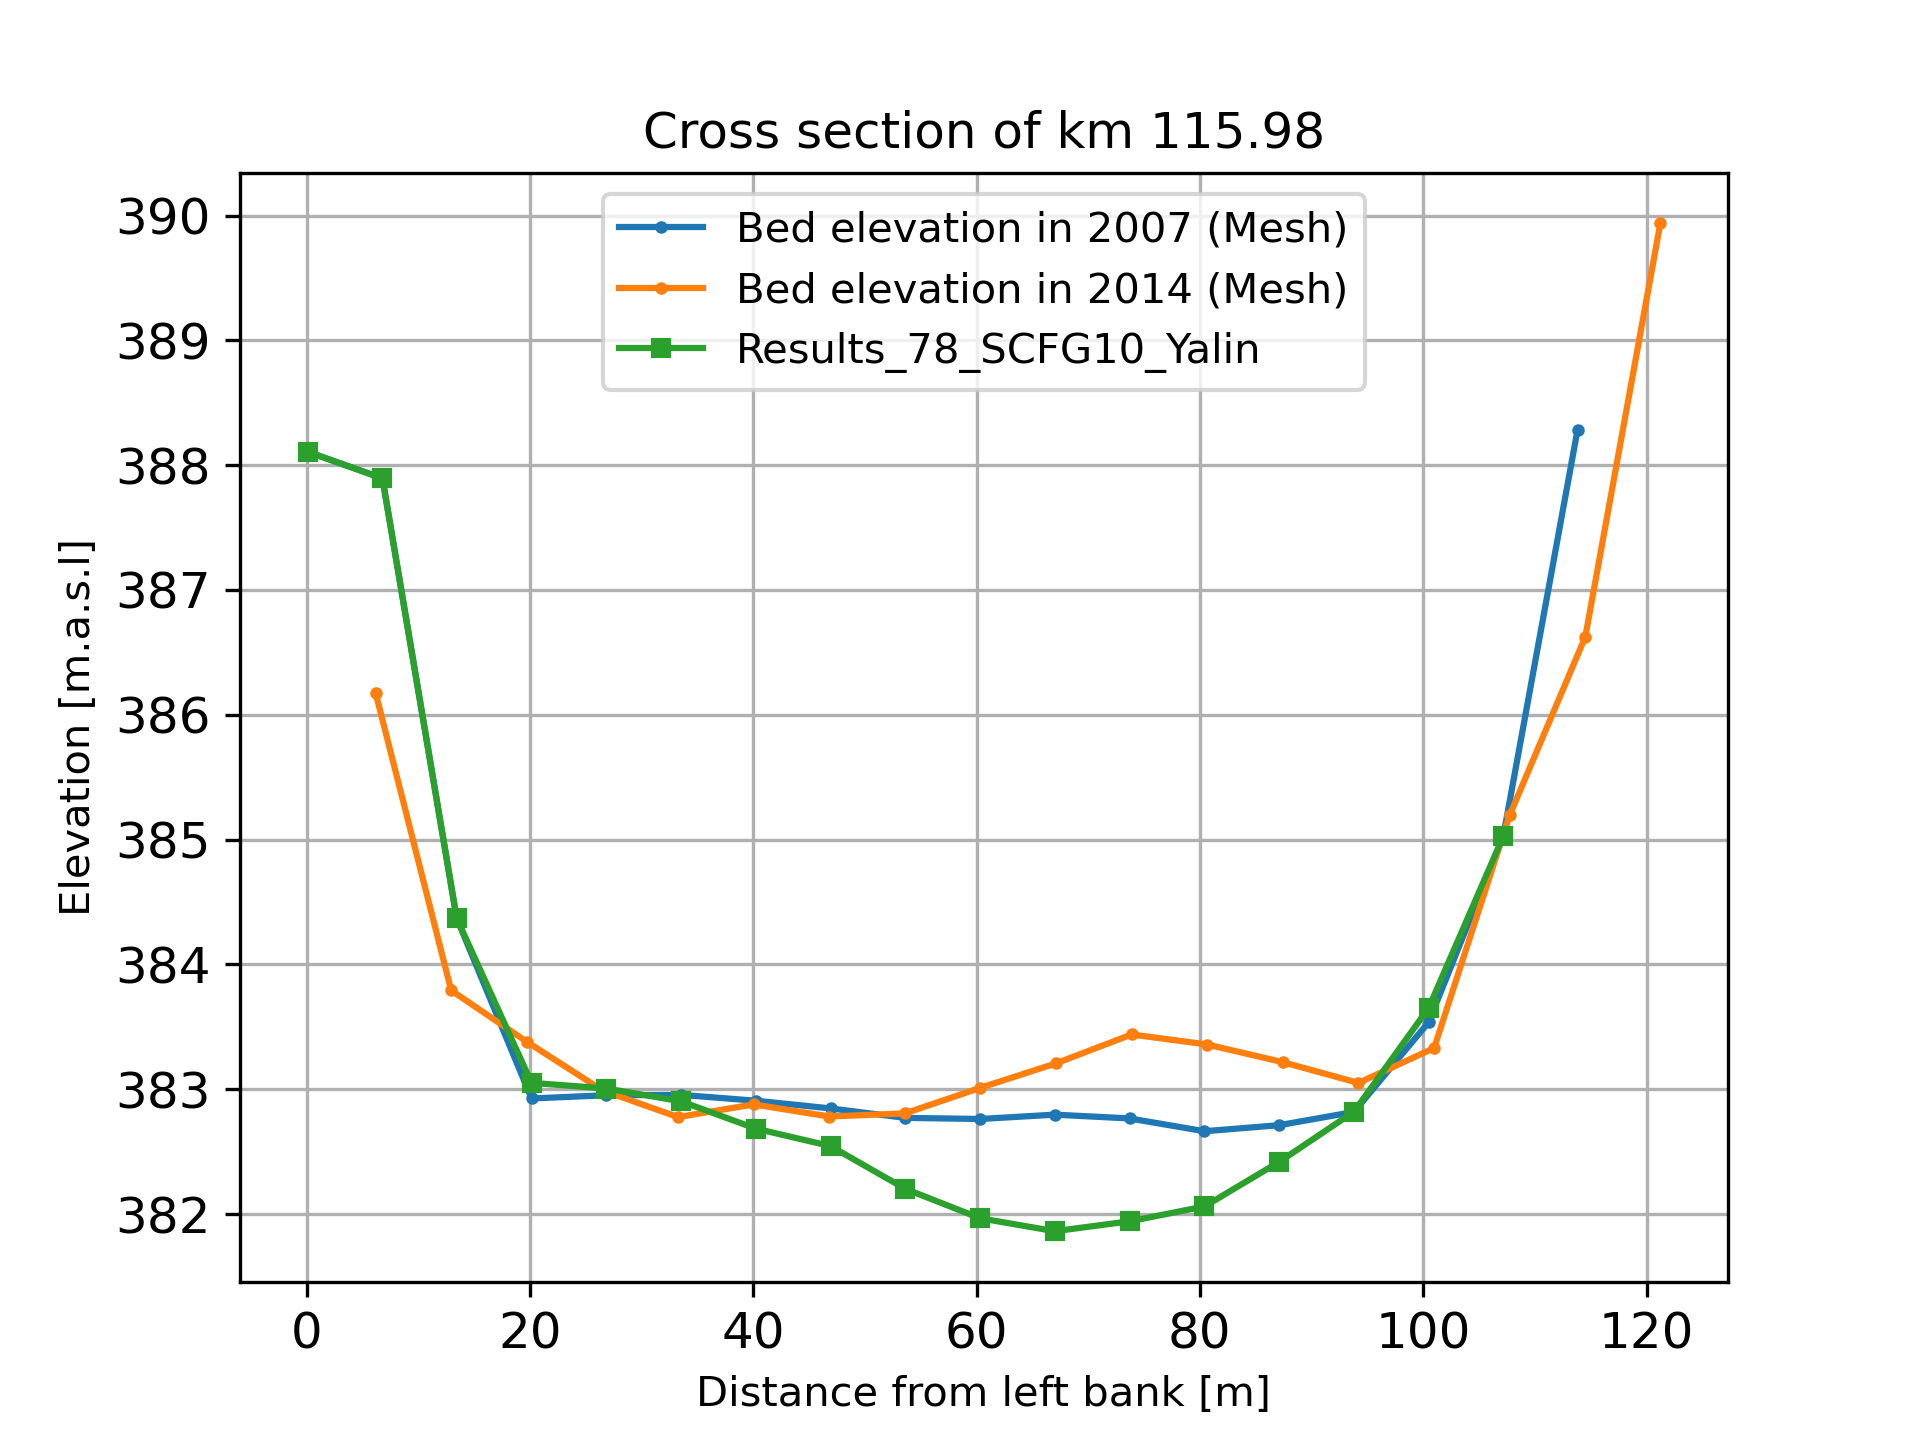 Cross section of km 115.98
Bed elevation in 2007 (Mesh)
Bed elevation in 2014 (Mesh)
Results_78_SCFG10_Yalin
390
389
388
387
386
385
384
383
382
Elevation [m.a.s.l]
0 20 40 60 80 100 120
Distance from left bank [m]